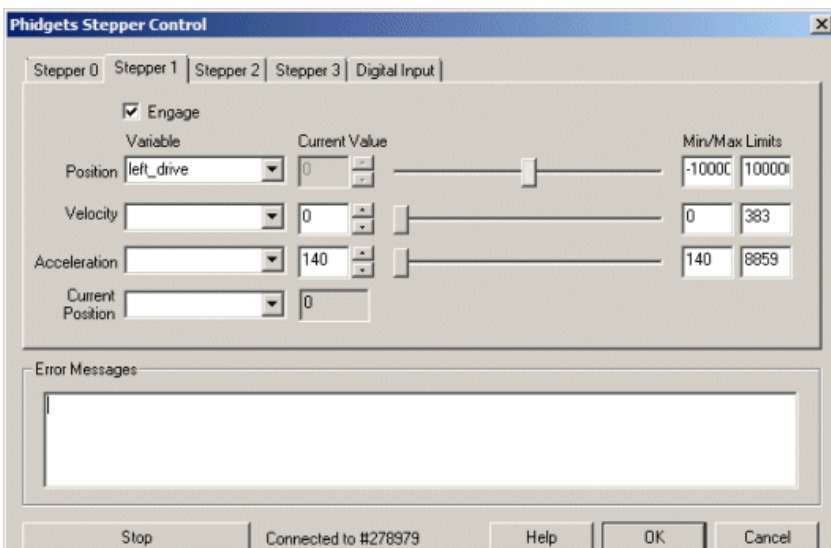 Phidgets Stepper Control
Stepper 0 Stepper 1 Stepper 2 Stepper 3 Digital Input
Engage
Variable Current Value Min/Max Limits
Position left_drive 0 -1000 1000
Velocity 0 0 383
Acceleration 140 140 8859
Current Position 0
Error Messages
Stop Connected to #278979 Help OK Cancel